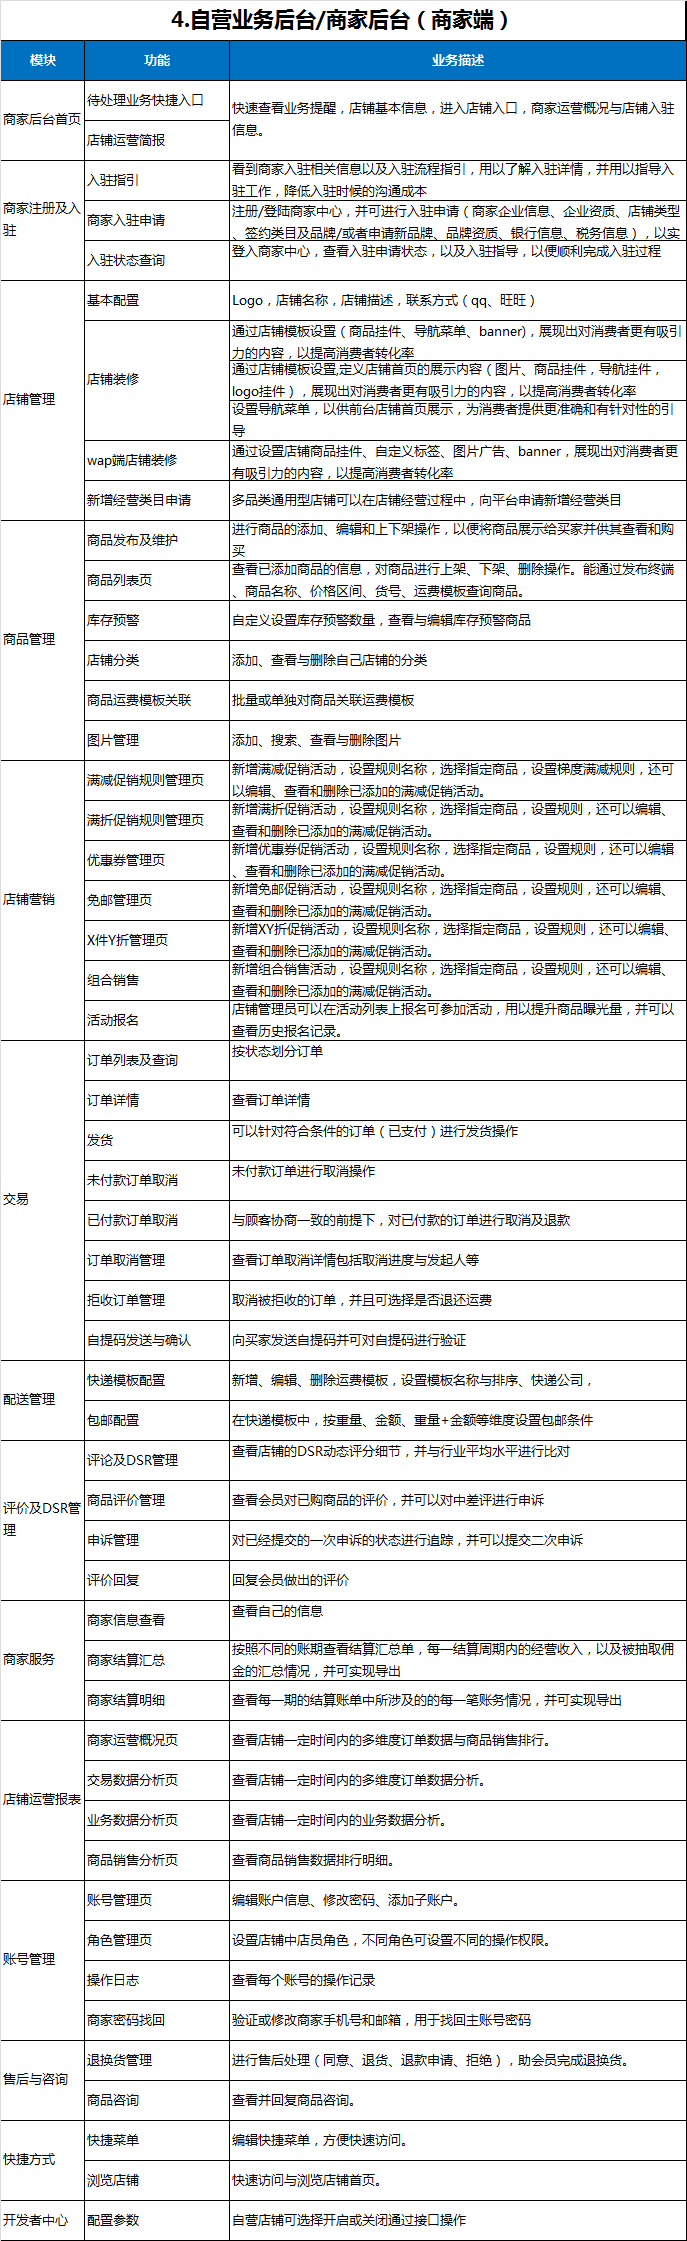 4.自营业务后台/商家后台（商家端）
模块 功能 业务描述
商家后台首页
待处理业务快捷入口
快速查看业务提醒，店铺基本信息，进入店铺入口，商家运营概况与店铺入驻
信息。
店铺运营简报
商家注册及入
驻
入驻指引
看到商家入驻相关信息以及入驻流程指引，用以了解入驻详情，并用以指导入
驻工作，降低入驻时候的沟通成本
商家入驻申请
注册/登陆商家中心，并可进行入驻申请（商家企业信息、企业资质、店铺类型
、签约类目及品牌/或者申请新品牌、品牌资质、银行信息、税务信息），以实
入驻状态查询
登入商家中心，查看入驻申请状态，以及入驻指导，以便顺利完成入驻过程
店铺管理
基本配置
Logo，店铺名称，店铺描述，联系方式（qq、旺旺）
店铺装修
通过店铺模板设置（商品挂件、导航菜单、banner)，展现出对消费者更有吸引
力的内容，以提高消费者转化率
通过店铺模板设置,定义店铺首页的展示内容（图片、商品挂件，导航挂件，
logo挂件），展现出对消费者更有吸引力的内容，以提高消费者转化率
设置导航菜单，以供前台店铺首页展示，为消费者提供更准确和有针对性的引
导
wap端店铺装修
通过设置店铺商品挂件、自定义标签、图片广告、banner，展现出对消费者更
有吸引力的内容，以提高消费者转化率
新增经营类目申请
多品类通用型店铺可以在店铺经营过程中，向平台申请新增经营类目
商品管理
商品发布及维护
进行商品的添加、编辑和上下架操作，以便将商品展示给买家并供其查看和购
买
商品列表页
查看已添加商品的信息，对商品进行上架、下架、删除操作。能通过发布终端
、商品名称、价格区间、货号、运费模板查询商品。
库存预警
自定义设置库存预警数量，查看与编辑库存预警商品
店铺分类
添加、查看与删除自己店铺的分类
商品运费模板关联
批量或单独对商品关联运费模板
图片管理
添加、搜索、查看与删除图片
店铺营销
满减促销规则管理页
新增满减促销活动，设置规则名称，选择指定商品，设置梯度满减规则，还可
以编辑、查看和删除已添加的满减促销活动。
满折促销规则管理页
新增满折促销活动，设置规则名称，选择指定商品，设置规则，还可以编辑、
查看和删除已添加的满减促销活动。
优惠券管理页
新增优惠券促销活动，设置规则名称，选择指定商品，设置规则，还可以编辑
、查看和删除已添加的满减促销活动。
免邮管理页
新增免邮促销活动，设置规则名称，选择指定商品，设置规则，还可以编辑、
查看和删除已添加的满减促销活动。
X件Y折管理页
新增XY折促销活动，设置规则名称，选择指定商品，设置规则，还可以编辑、
查看和删除已添加的满减促销活动。
组合销售
新增组合销售活动，设置规则名称，选择指定商品，设置规则，还可以编辑、
查看和删除已添加的满减促销活动。
活动报名
店铺管理员可以在活动列表上报名可参加活动，用以提升商品曝光量，并可以
查看历史报名记录。
交易
订单列表及查询
按状态划分订单
订单详情
查看订单详情
发货
可以针对符合条件的订单（已支付）进行发货操作
未付款订单取消
未付款订单进行取消操作
已付款订单取消
与顾客协商一致的前提下，对已付款的订单进行取消及退款
订单取消管理
查看订单取消详情包括取消进度与发起人等
拒收订单管理
取消被拒收的订单，并且可选择是否退还运费
自提码发送与确认
向买家发送自提码并可对自提码进行验证
配送管理
快递模板配置
新增、编辑、删除运费模板，设置模板名称与排序、快递公司，
包邮配置
在快递模板中，按重量、金额、重量+金额等维度设置包邮条件
评价及DSR管
理
评论及DSR管理
查看店铺的DSR动态评分细节，并与行业平均水平进行比对
商品评价管理
查看会员对已购商品的评价，并可以对中差评进行申诉
申诉管理
对已经提交的一次申诉的状态进行追踪，并可以提交二次申诉
评价回复
回复会员做出的评价
商家服务
商家信息查看
查看自己的信息
商家结算汇总
按照不同的账期查看结算汇总单，每一结算周期内的经营收入，以及被抽取佣
金的汇总情况，并可实现导出
商家结算明细
查看每一期的结算账单中所涉及的的每一笔账务情况，并可实现导出
店铺运营报表
商家运营概况页
查看店铺一定时间内的多维度订单数据与商品销售排行。
交易数据分析页
查看店铺一定时间内的多维度订单数据分析。
业务数据分析页
查看店铺一定时间内的业务数据分析。
商品销售分析页
查看商品销售数据排行明细。
账号管理
账号管理页
编辑账户信息、修改密码、添加子账户。
角色管理页
设置店铺中店员角色，不同角色可设置不同的操作权限。
操作日志
查看每个账号的操作记录
商家密码找回
验证或修改商家手机号和邮箱，用于找回主账号密码
售后与咨询
退换货管理
进行售后处理（同意、退货、退款申请、拒绝），助会员完成退换货。
商品咨询
查看并回复商品咨询。
快捷方式
快捷菜单
编辑快捷菜单，方便快速访问。
浏览店铺
快速访问与浏览店铺首页。
开发者中心
配置参数
自营店铺可选择开启或关闭通过接口操作